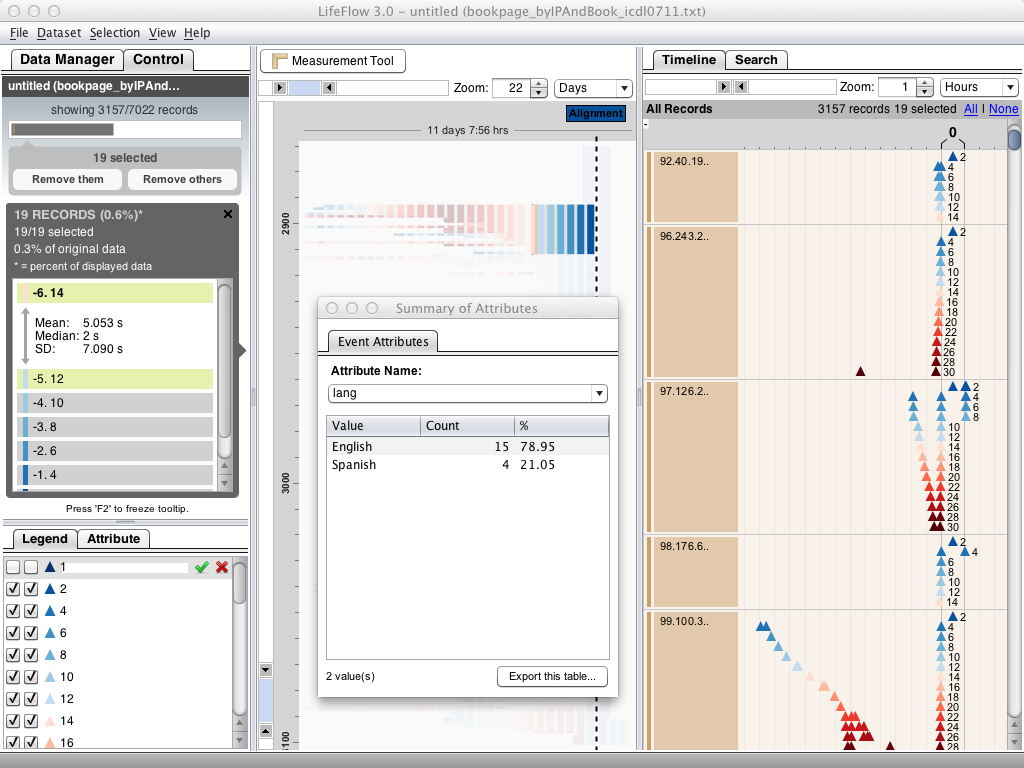 LifeFlow 3.0 – untitled (bookpage_byIPAndBook_icdl0711.txt)
File Dataset Selection View Help
Data Manager Control
untitled (bookpage_byIPAnd...
showing 3157/7022 records
19 selected
Remove them Remove others
19 RECORDS (0.6%)*
19/19 selected
0.3% of original data
* = percent of displayed data
-6. 14
Mean: 5.053 s
Median: 2 s
SD: 7.090 s
-5. 12
-4. 10
-3. 8
-2. 6
-1. 4
Press 'F2' to freeze tooltip.
Legend Attribute
1
2
4
6
8
10
12
14
16
Measurement Tool
Zoom: 22 Days
Alignment
11 days 7:56 hrs
2900
3000
3100
Summary of Attributes
Event Attributes
Attribute Name:
lang
Value Count %
English 15 78.95
Spanish 4 21.05
2 value(s) Export this table...
Timeline Search
Zoom: 1 Hours
All Records 3157 records 19 selected All | None
0
92.40.19..
2
4
6
8
10
12
14
96.243.2..
2
4
6
8
10
12
14
16
18
20
22
24
26
28
30
97.126.2..
2
4
6
8
10
12
14
16
18
20
22
24
26
28
30
98.176.6..
2
4
6
8
10
12
14
99.100.3..
2
4
6
8
10
12
14
16
18
20
22
24
26
28